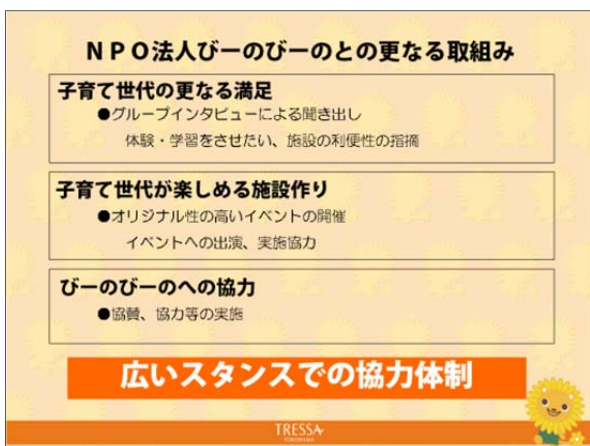 NPO法人びーのびーのとの更なる取組み
子育て世代の更なる満足
●グループインタビューによる聞き出し
体験・学習をさせたい、施設の利便性の指摘
子育て世代が楽しめる施設作り
●オリジナル性の高いイベントの開催
イベントへの出演、実施協力
びーのびーのへの協力
●協賛、協力等の実施
広いスタンスでの協力体制
TRESSA
YOKOHAMA